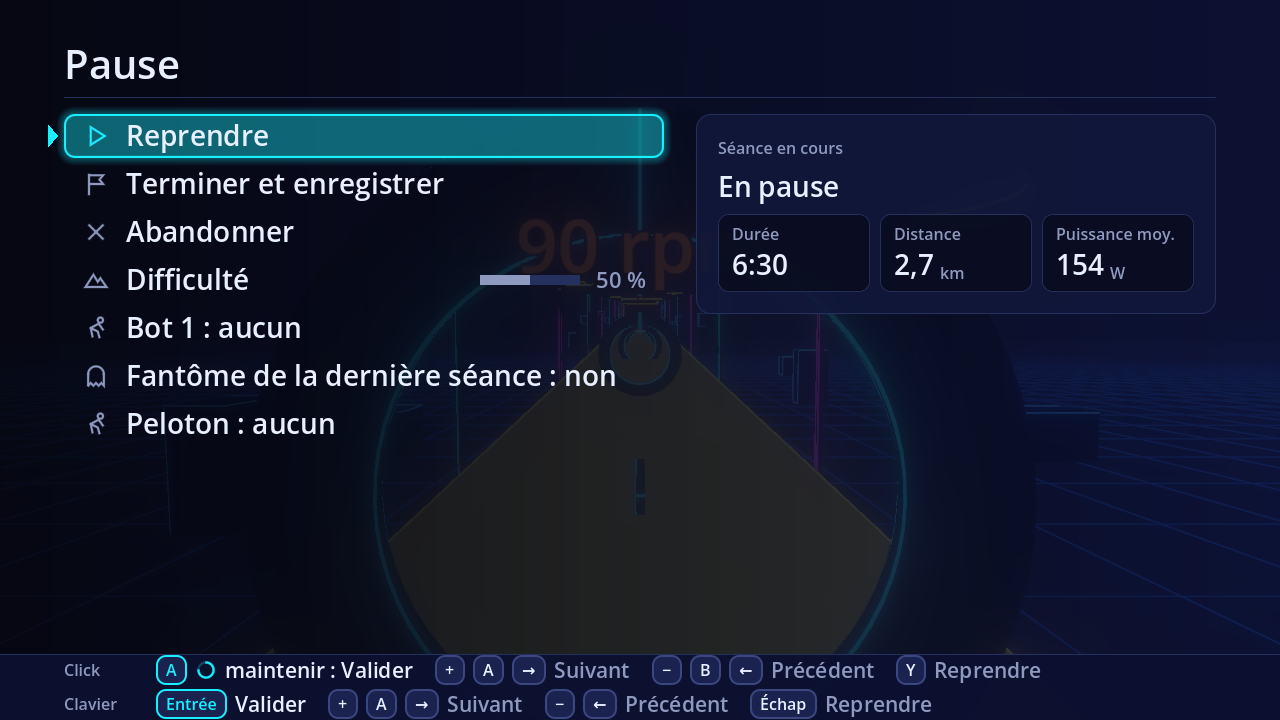 Pause
Reprendre
Terminer et enregistrer
Abandonner
Difficulté 50 %
Bot 1 : aucun
Fantôme de la dernière séance : non
Peloton : aucun
90 rp
Séance en cours
En pause
Durée
6:30
Distance
2,7 km
Puissance moy.
154 W
Click A maintenir : Valider + A → Suivant − B ← Précédent Y Reprendre
Clavier Entrée Valider + A → Suivant − ← Précédent Échap Reprendre